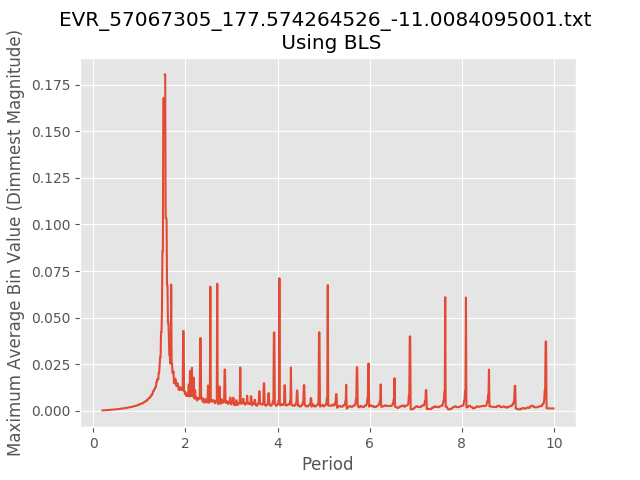 EVR_57067305_177.574264526_-11.0084095001.txt
Using BLS
Maximum Average Bin Value (Dimmest Magnitude)
0.175
0.150
0.125
0.100
0.075
0.050
0.025
0.000
0 2 4 6 8 10
Period